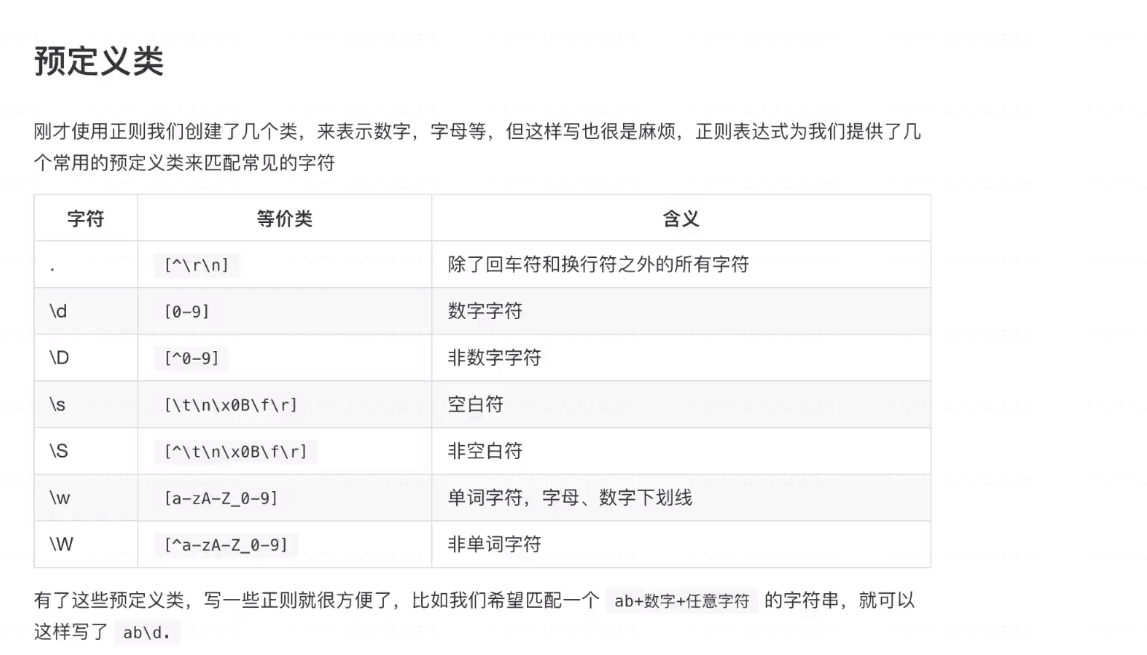 预定义类
刚才使用正则我们创建了几个类，来表示数字，字母等，但这样写也很是麻烦，正则表达式为我们提供了几
个常用的预定义类来匹配常见的字符
字符 等价类 含义
. [^\r\n] 除了回车符和换行符之外的所有字符
\d [0-9] 数字字符
\D [^0-9] 非数字字符
\s [\t\n\x0B\f\r] 空白符
\S [^\t\n\x0B\f\r] 非空白符
\w [a-zA-Z_0-9] 单词字符，字母、数字下划线
\W [^a-zA-Z_0-9] 非单词字符
有了这些预定义类，写一些正则就很方便了，比如我们希望匹配一个 ab+数字+任意字符 的字符串，就可以
这样写了 ab\d.